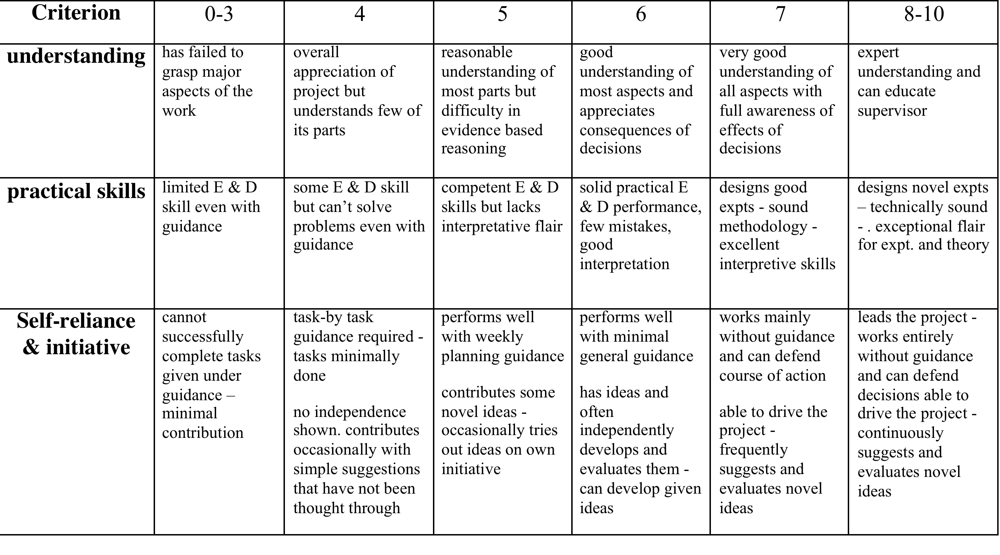 Criterion
0-3
4
5
6
7
8-10
understanding
has failed to
grasp major
aspects of the
work
overall
appreciation of
project but
understands few of
its parts
reasonable
understanding of
most parts but
difficulty in
evidence based
reasoning
good
understanding of
most aspects and
appreciates
consequences of
decisions
very good
understanding of
all aspects with
full awareness of
effects of
decisions
expert
understanding and
can educate
supervisor
practical skills
limited E & D
skill even with
guidance
some E & D skill
but can’t solve
problems even with
guidance
competent E & D
skills but lacks
interpretative flair
solid practical E
& D performance,
few mistakes,
good
interpretation
designs good
expts - sound
methodology -
excellent
interpretive skills
designs novel expts
– technically sound
- . exceptional flair
for expt. and theory
Self-reliance
& initiative
cannot
successfully
complete tasks
given under
guidance –
minimal
contribution
task-by task
guidance required -
tasks minimally
done
no independence
shown. contributes
occasionally with
simple suggestions
that have not been
thought through
performs well
with weekly
planning guidance
contributes some
novel ideas -
occasionally tries
out ideas on own
initiative
performs well
with minimal
general guidance
has ideas and
often
independently
develops and
evaluates them -
can develop given
ideas
works mainly
without guidance
and can defend
course of action
able to drive the
project -
frequently
suggests and
evaluates novel
ideas
leads the project -
works entirely
without guidance
and can defend
decisions able to
drive the project -
continuously
suggests and
evaluates novel
ideas